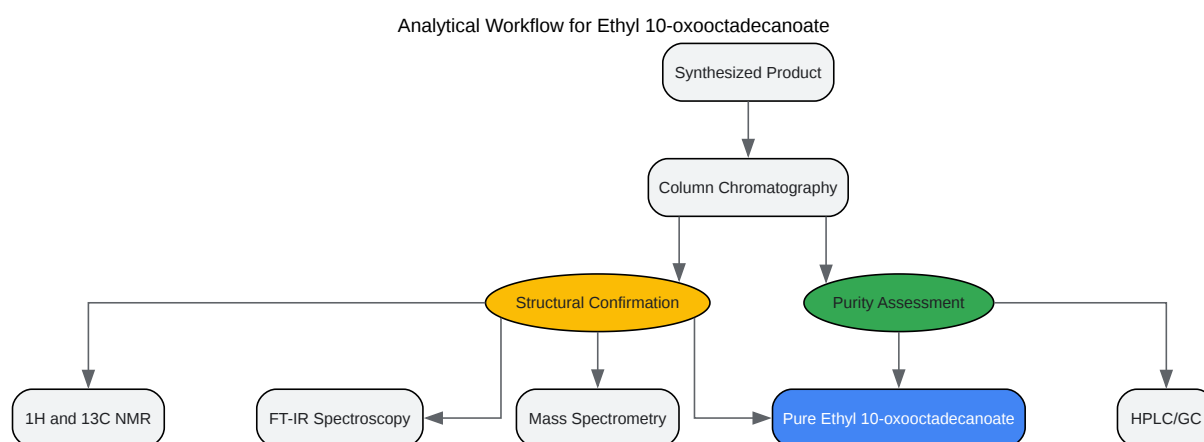 Analytical Workflow for Ethyl 10-oxooctadecanoate
Synthesized Product
Column Chromatography
Structural Confirmation
Purity Assessment
1H and 13C NMR
FT-IR Spectroscopy
Mass Spectrometry
Pure Ethyl 10-oxooctadecanoate
HPLC/GC